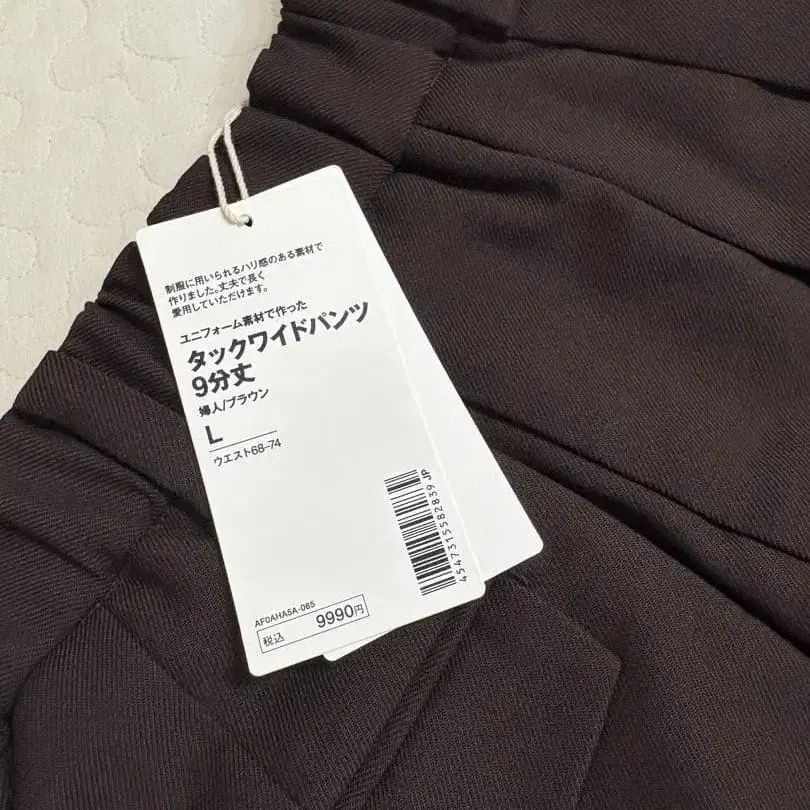 制服に用いられるハリ感のある素材で
作りました。丈夫で長く
愛用していただけます。
ユニフォーム素材で作った
タックワイドパンツ
9分丈
婦人/ブラウン
L
ウエスト68-74
4547315582839 JP
AF0AHA5A-085
税込 9990円